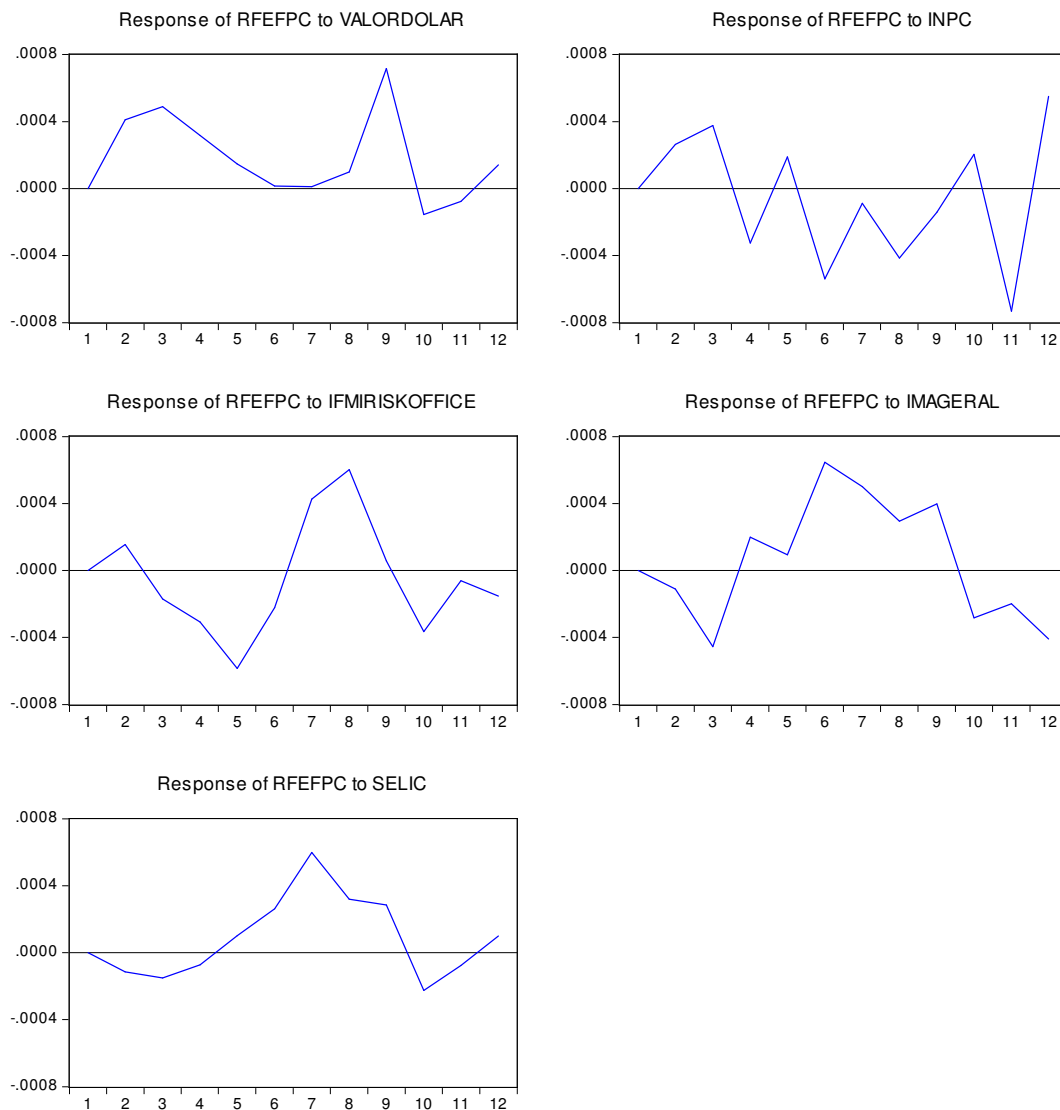 Response of RFEFPC to VALORDOLAR
.0008
.0004
.0000
-.0004
-.0008
1 2 3 4 5 6 7 8 9 10 11 12
Response of RFEFPC to INPC
.0008
.0004
.0000
-.0004
-.0008
1 2 3 4 5 6 7 8 9 10 11 12
Response of RFEFPC to IFMIRISKOFFICE
.0008
.0004
.0000
-.0004
-.0008
1 2 3 4 5 6 7 8 9 10 11 12
Response of RFEFPC to IMAGERAL
.0008
.0004
.0000
-.0004
-.0008
1 2 3 4 5 6 7 8 9 10 11 12
Response of RFEFPC to SELIC
.0008
.0004
.0000
-.0004
-.0008
1 2 3 4 5 6 7 8 9 10 11 12